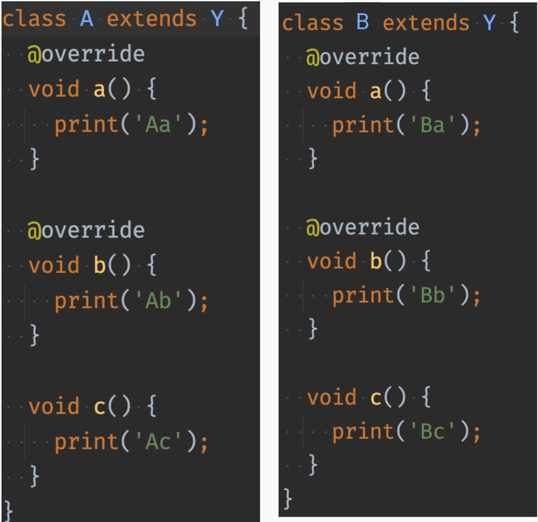 class A extends Y {
@override
void a() {
print('Aa');
}
@override
void b() {
print('Ab');
}
void c() {
print('Ac');
}
}
class B extends Y {
@override
void a() {
print('Ba');
}
@override
void b() {
print('Bb');
}
void c() {
print('Bc');
}
}